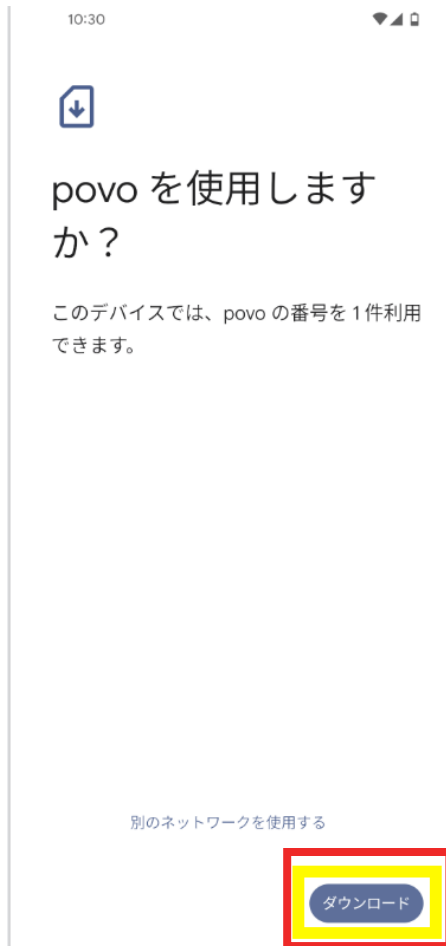 10:30
povo を使用します
か？
このデバイスでは、povo の番号を 1 件利用
できます。
別のネットワークを使用する
ダウンロード